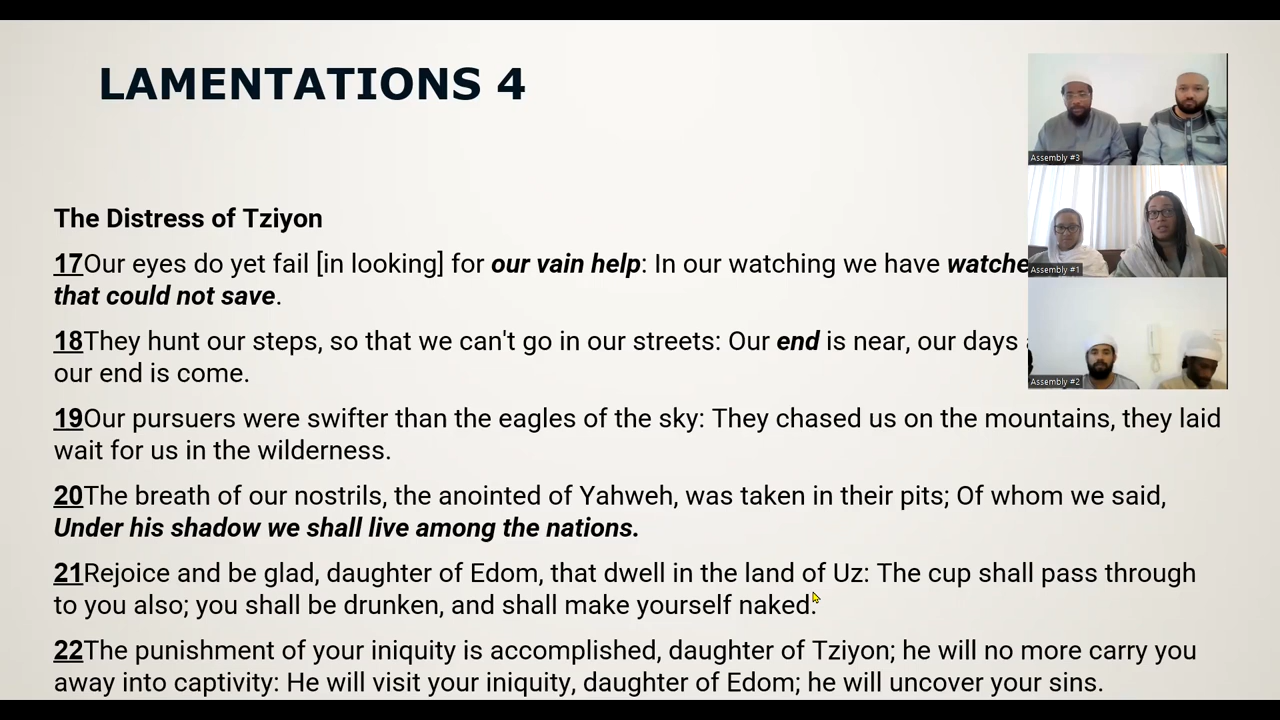 LAMENTATIONS 4
The Distress of Tziyon
17Our eyes do yet fail [in looking] for our vain help: In our watching we have watche
that could not save.
18They hunt our steps, so that we can't go in our streets: Our end is near, our days
our end is come.
19Our pursuers were swifter than the eagles of the sky: They chased us on the mountains, they laid
wait for us in the wilderness.
20The breath of our nostrils, the anointed of Yahweh, was taken in their pits; Of whom we said,
Under his shadow we shall live among the nations.
21Rejoice and be glad, daughter of Edom, that dwell in the land of Uz: The cup shall pass through
to you also; you shall be drunken, and shall make yourself naked.
22The punishment of your iniquity is accomplished, daughter of Tziyon; he will no more carry you
away into captivity: He will visit your iniquity, daughter of Edom; he will uncover your sins.
Assembly #3
Assembly #1
Assembly #2